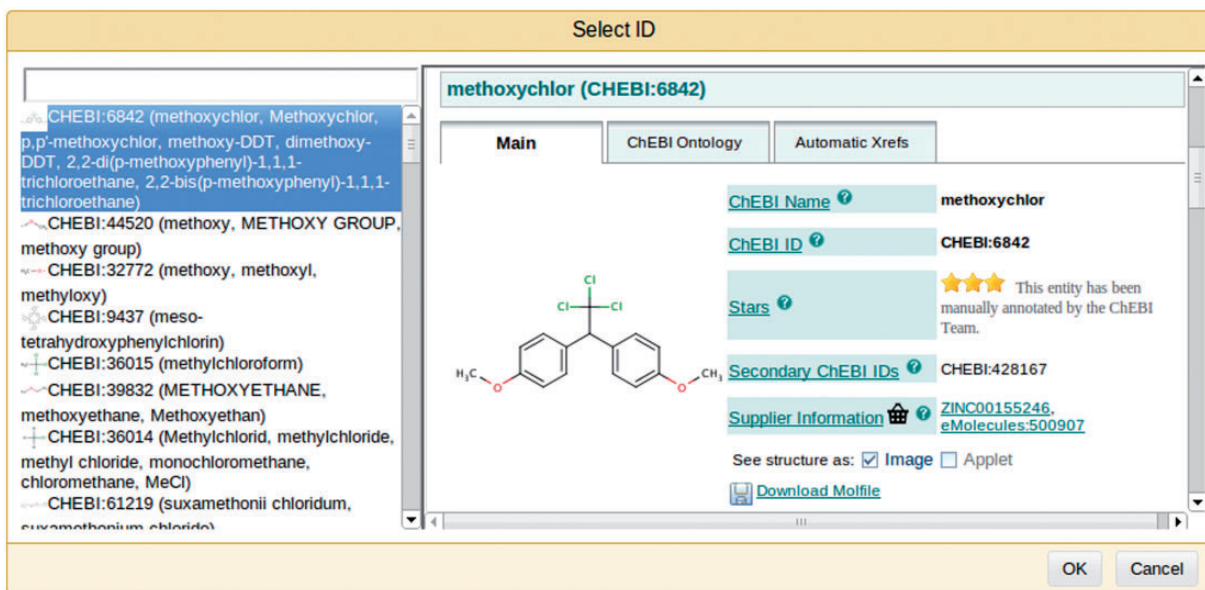 Select ID
CHEBI:6842 (methoxychlor, Methoxychlor,
p,p'-methoxychlor, methoxy-DDT, dimethoxy-
DDT, 2,2-di(p-methoxyphenyl)-1,1,1-
trichloroethane, 2,2-bis(p-methoxyphenyl)-1,1,1-
trichloroethane)
CHEBI:44520 (methoxy, METHOXY GROUP,
methoxy group)
CHEBI:32772 (methoxy, methoxyl,
methyloxy)
CHEBI:9437 (meso-
tetrahydroxyphenylchlorin)
CHEBI:36015 (methylchloroform)
CHEBI:39832 (METHOXYETHANE,
methoxyethane, Methoxyethan)
CHEBI:36014 (Methylchlorid, methylchloride,
methyl chloride, monochloromethane,
chloromethane, MeCl)
CHEBI:61219 (suxamethonii chloridum,
suxamethonium chloride)
methoxychlor (CHEBI:6842)
Main
ChEBI Ontology
Automatic Xrefs
Cl
Cl Cl
H₃C O
O CH₃
ChEBI Name ? methoxychlor
ChEBI ID ? CHEBI:6842
Stars ? This entity has been
manually annotated by the ChEBI
Team.
Secondary ChEBI IDs ? CHEBI:428167
Supplier Information ? ZINC00155246,
eMolecules:500907
See structure as: Image Applet
Download Molfile
OK
Cancel